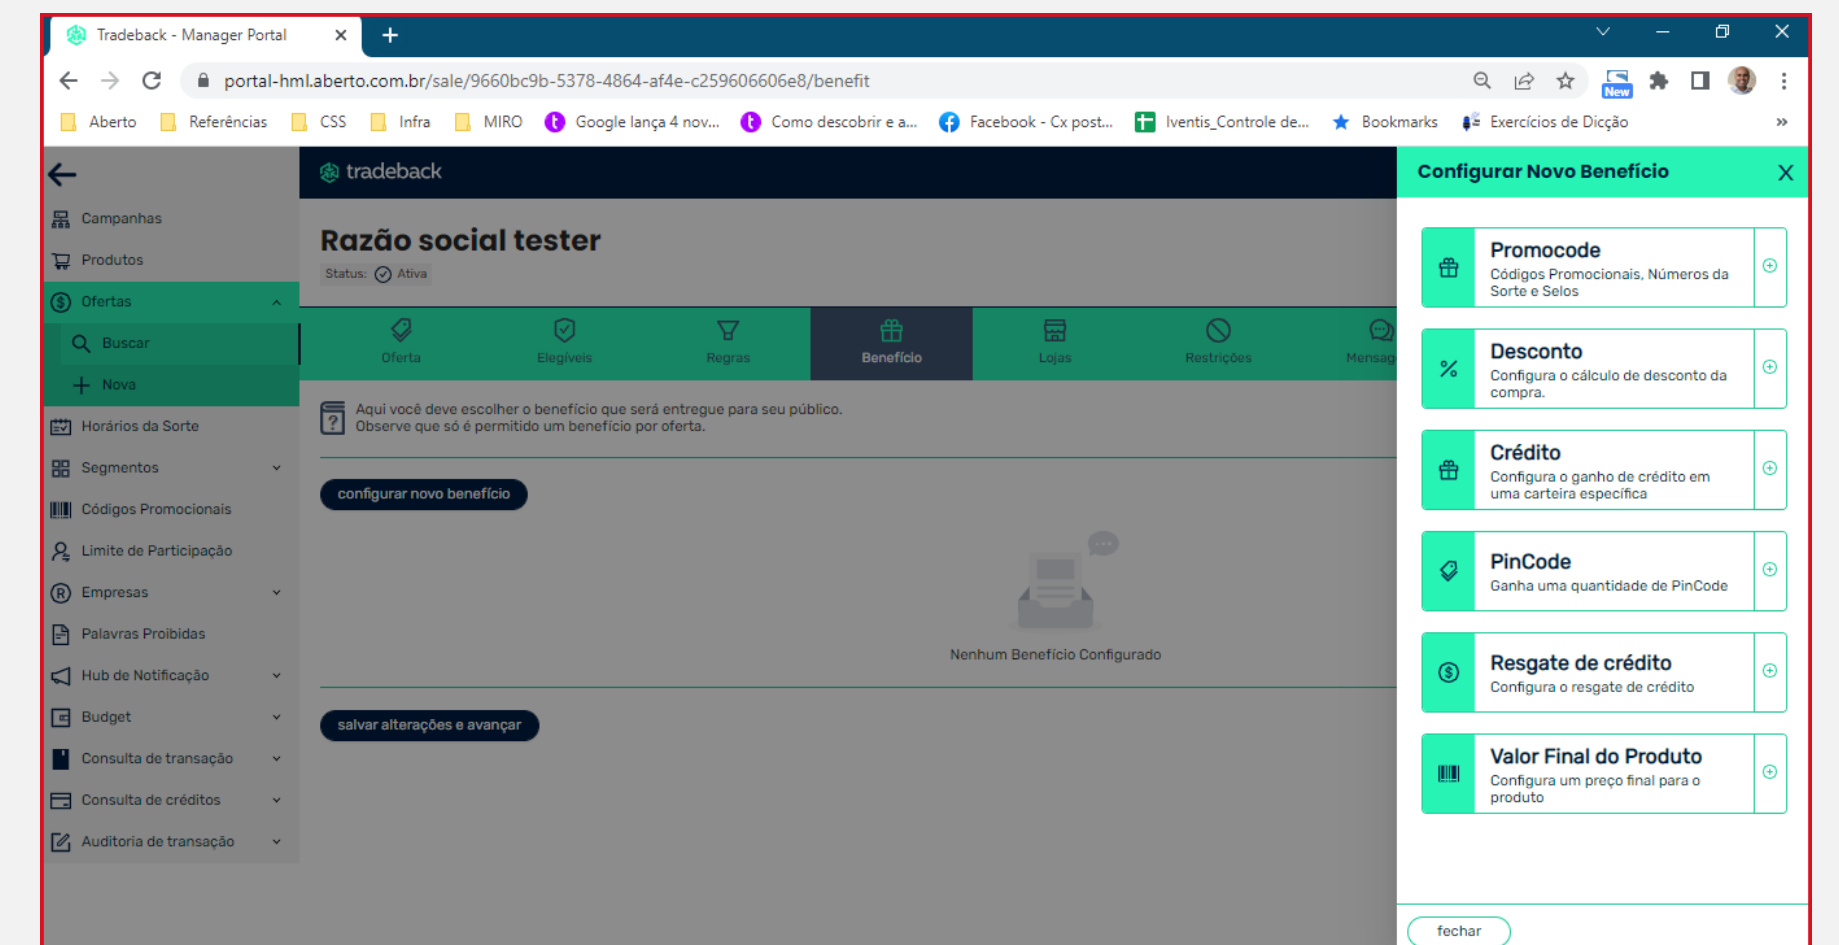 Tradeback - Manager Portal
portal-hml.aberto.com.br/sale/9660bc9b-5378-4864-af4e-c259606606e8/benefit
New
Aberto
Referências
CSS
Infra
MIRO
Google lança 4 nov...
Como descobrir e a...
Facebook - Cx post...
Iventis_Controle de...
Bookmarks
Exercícios de Dicção
Campanhas
Produtos
Ofertas
Buscar
Nova
Horários da Sorte
Segmentos
Códigos Promocionais
Limite de Participação
Empresas
Palavras Proibidas
Hub de Notificação
Budget
Consulta de transação
Consulta de créditos
Auditoria de transação
tradeback
Razão social tester
Status: Ativa
Oferta
Elegíveis
Regras
Benefício
Lojas
Restrições
Mensag
Aqui você deve escolher o benefício que será entregue para seu público.
Observe que só é permitido um benefício por oferta.
configurar novo benefício
Nenhum Benefício Configurado
salvar alterações e avançar
Configurar Novo Benefício
X
Promocode
Códigos Promocionais, Números da
Sorte e Selos
Desconto
Configura o cálculo de desconto da
compra.
Crédito
Configura o ganho de crédito em
uma carteira específica
PinCode
Ganha uma quantidade de PinCode
Resgate de crédito
Configura o resgate de crédito
Valor Final do Produto
Configura um preço final para o
produto
fechar